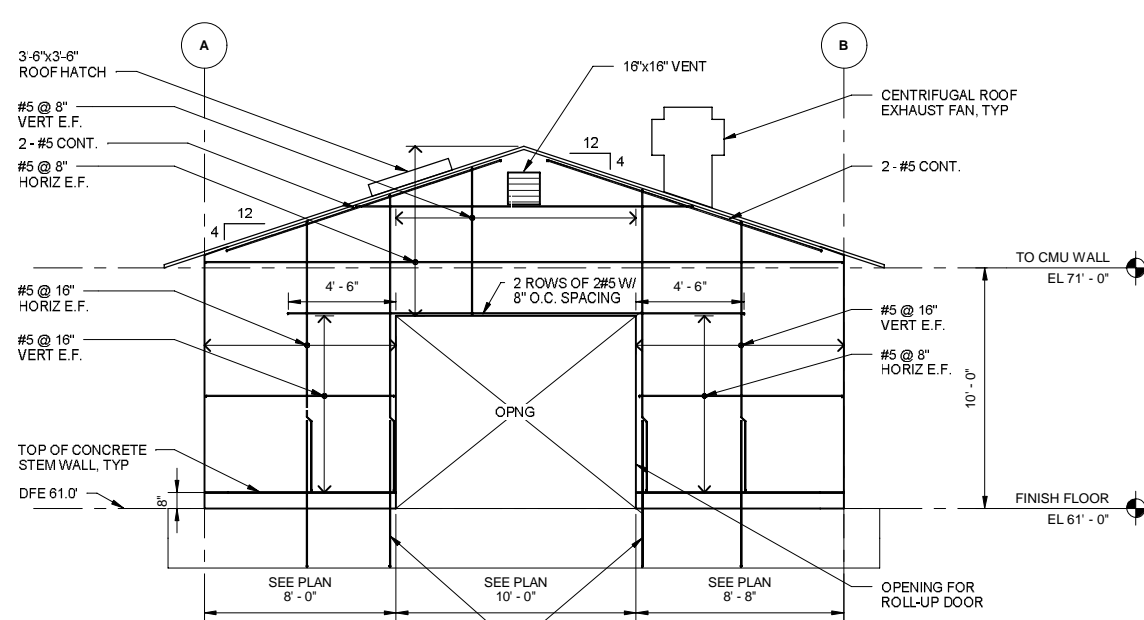 A
B
3'-6"x3'-6"
ROOF HATCH
#5 @ 8"
VERT E.F.
2 - #5 CONT.
#5 @ 8"
HORIZ E.F.
16"x16" VENT
CENTRIFUGAL ROOF
EXHAUST FAN, TYP
12
4
2 - #5 CONT.
12
4
TO CMU WALL
EL 71' - 0"
4' - 6"
2 ROWS OF 2#5 W/
8" O.C. SPACING
4' - 6"
#5 @ 16"
HORIZ E.F.
#5 @ 16"
VERT E.F.
#5 @ 16"
VERT E.F.
#5 @ 8"
HORIZ E.F.
10' - 0"
OPNG
TOP OF CONCRETE
STEM WALL, TYP
DFE 61.0'
8"
FINISH FLOOR
EL 61' - 0"
SEE PLAN
8' - 0"
SEE PLAN
10' - 0"
SEE PLAN
8' - 8"
OPENING FOR
ROLL-UP DOOR